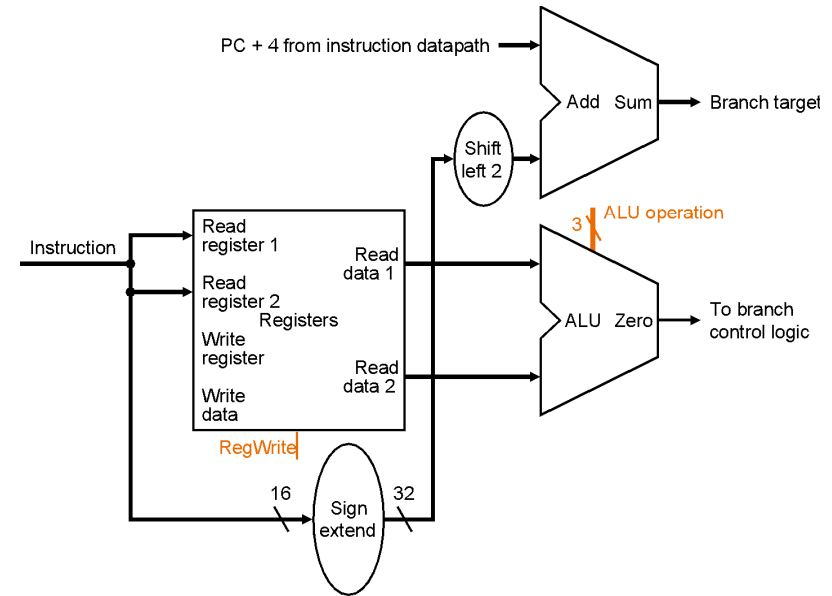 PC + 4 from instruction datapath
Add Sum
Branch target
Shift
left 2
3
ALU operation
Instruction
Read
register 1
Read
data 1
Read
register 2
Registers
ALU Zero
To branch
control logic
Write
register
Read
data 2
Write
data
RegWrite
16
Sign
extend
32